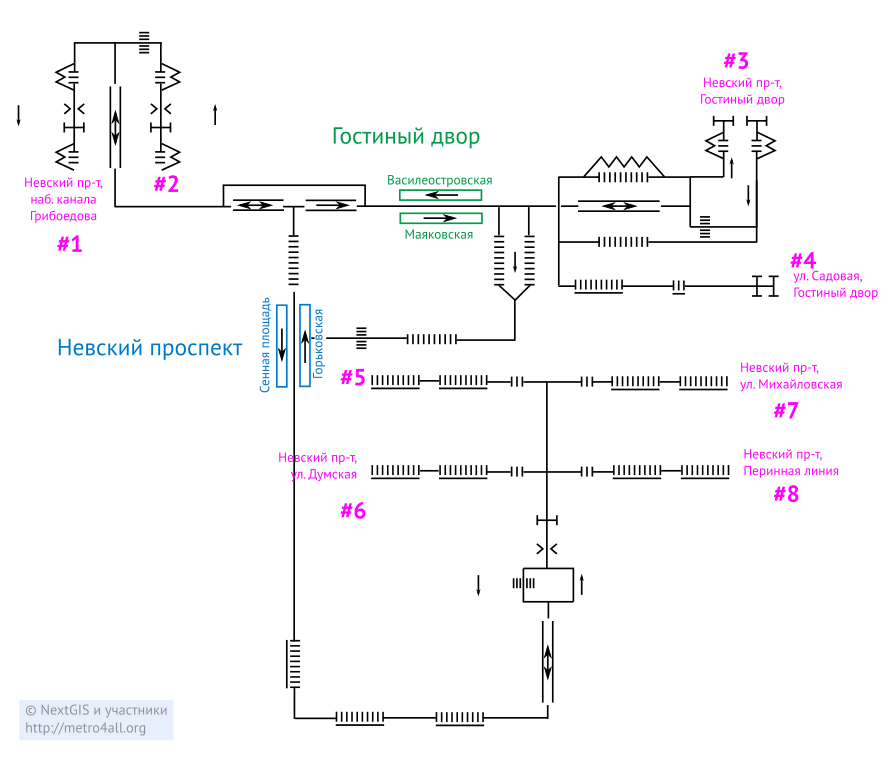 #3
Невский пр-т,
Гостиный двор
Гостиный двор
Василеостровская
Маяковская
Невский пр-т,
наб. канала
Грибоедова
#1
#2
#4
ул. Садовая,
Гостиный двор
Невский проспект
Сенная площадь
Горьковская
#5
Невский пр-т,
ул. Михайловская
#7
Невский пр-т,
ул. Думская
#6
Невский пр-т,
Перинная линия
#8
© NextGIS и участники
http://metro4all.org